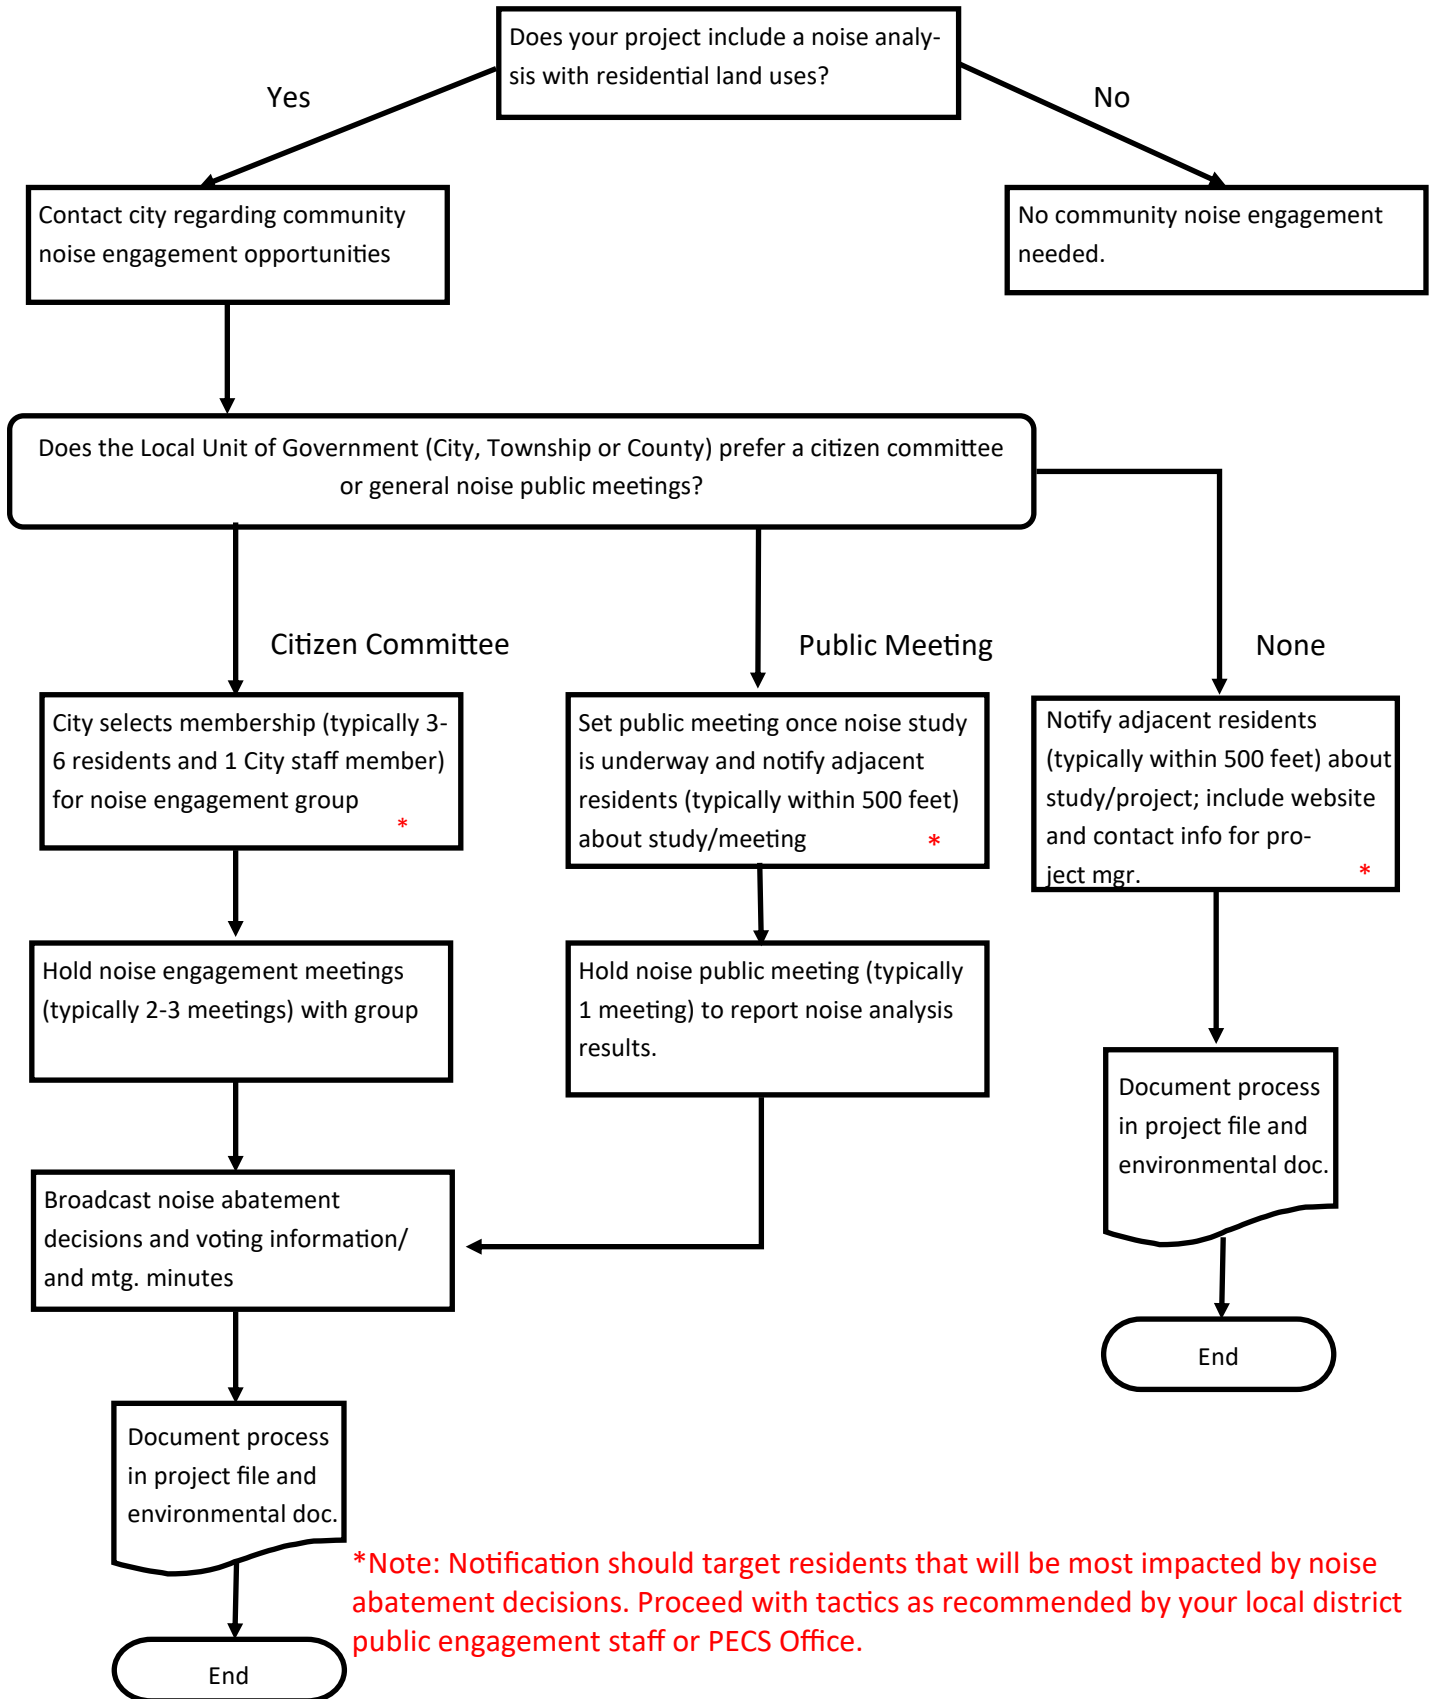 Does your project include a noise analy-
sis with residential land uses?
Yes
No
Contact city regarding community
noise engagement opportunities
No community noise engagement
needed.
Does the Local Unit of Government (City, Township or County) prefer a citizen committee
or general noise public meetings?
Citizen Committee
Public Meeting
None
City selects membership (typically 3-
6 residents and 1 City staff member)
for noise engagement group
*
Set public meeting once noise study
is underway and notify adjacent
residents (typically within 500 feet)
about study/meeting *
Notify adjacent residents
(typically within 500 feet) about
study/project; include website
and contact info for pro-
ject mgr. *
Hold noise engagement meetings
(typically 2-3 meetings) with group
Hold noise public meeting (typically
1 meeting) to report noise analysis
results.
Document process
in project file and
environmental doc.
Broadcast noise abatement
decisions and voting information/
and mtg. minutes
End
Document process
in project file and
environmental doc.
*Note: Notification should target residents that will be most impacted by noise
abatement decisions. Proceed with tactics as recommended by your local district
public engagement staff or PECS Office.
End